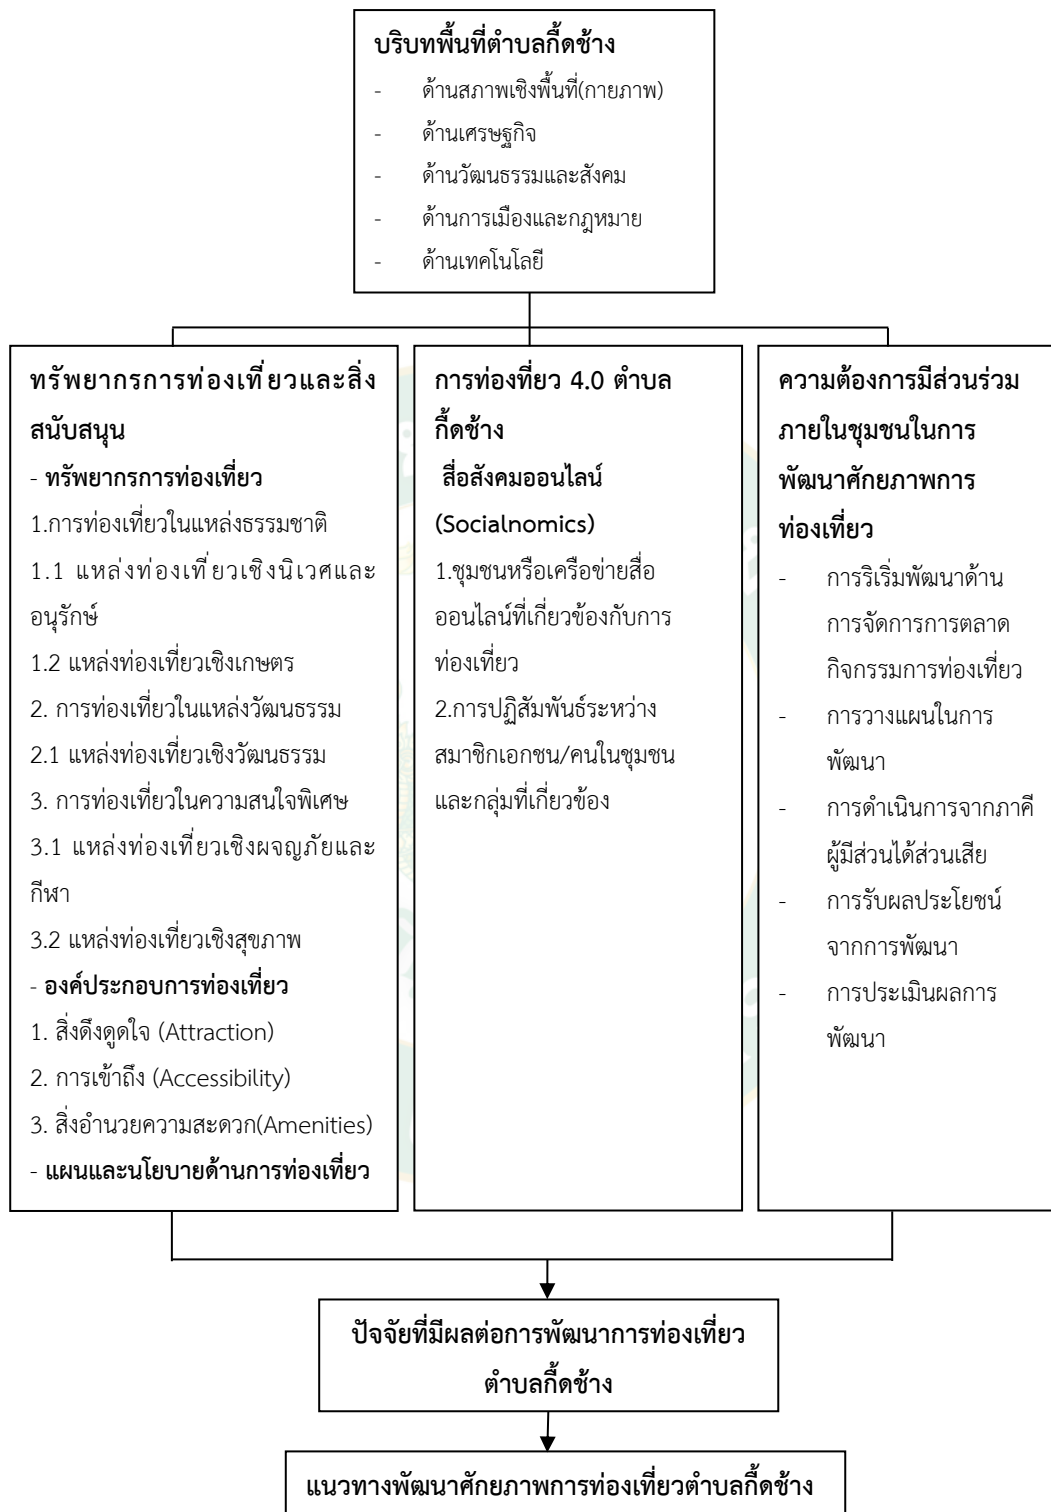 บริบทพื้นที่ตำบลกื้ดช้าง
- ด้านสภาพเชิงพื้นที่(กายภาพ)
- ด้านเศรษฐกิจ
- ด้านวัฒนธรรมและสังคม
- ด้านการเมืองและกฎหมาย
- ด้านเทคโนโลยี
ทรัพยากรการท่องเที่ยวและสิ่ง
สนับสนุน
- ทรัพยากรการท่องเที่ยว
1.การท่องเที่ยวในแหล่งธรรมชาติ
1.1 แหล่งท่องเที่ยวเชิงนิเวศและ
อนุรักษ์
1.2 แหล่งท่องเที่ยวเชิงเกษตร
2. การท่องเที่ยวในแหล่งวัฒนธรรม
2.1 แหล่งท่องเที่ยวเชิงวัฒนธรรม
3. การท่องเที่ยวในความสนใจพิเศษ
3.1 แหล่งท่องเที่ยวเชิงผจญภัยและ
กีฬา
3.2 แหล่งท่องเที่ยวเชิงสุขภาพ
- องค์ประกอบการท่องเที่ยว
1. สิ่งดึงดูดใจ (Attraction)
2. การเข้าถึง (Accessibility)
3. สิ่งอำนวยความสะดวก(Amenities)
- แผนและนโยบายด้านการท่องเที่ยว
การท่องที่ยว 4.0 ตำบล
กื้ดช้าง
สื่อสังคมออนไลน์
(Socialnomics)
1.ชุมชนหรือเครือข่ายสื่อ
ออนไลน์ที่เกี่ยวข้องกับการ
ท่องเที่ยว
2.การปฏิสัมพันธ์ระหว่าง
สมาชิกเอกชน/คนในชุมชน
และกลุ่มที่เกี่ยวข้อง
ความต้องการมีส่วนร่วม
ภายในชุมชนในการ
พัฒนาศักยภาพการ
ท่องเที่ยว
- การริเริ่มพัฒนาด้าน
การจัดการการตลาด
กิจกรรมการท่องเที่ยว
- การวางแผนในการ
พัฒนา
- การดำเนินการจากภาคี
ผู้มีส่วนได้ส่วนเสีย
- การรับผลประโยชน์
จากการพัฒนา
- การประเมินผลการ
พัฒนา
ปัจจัยที่มีผลต่อการพัฒนาการท่องเที่ยว
ตำบลกื้ดช้าง
แนวทางพัฒนาศักยภาพการท่องเที่ยวตำบลกื้ดช้าง